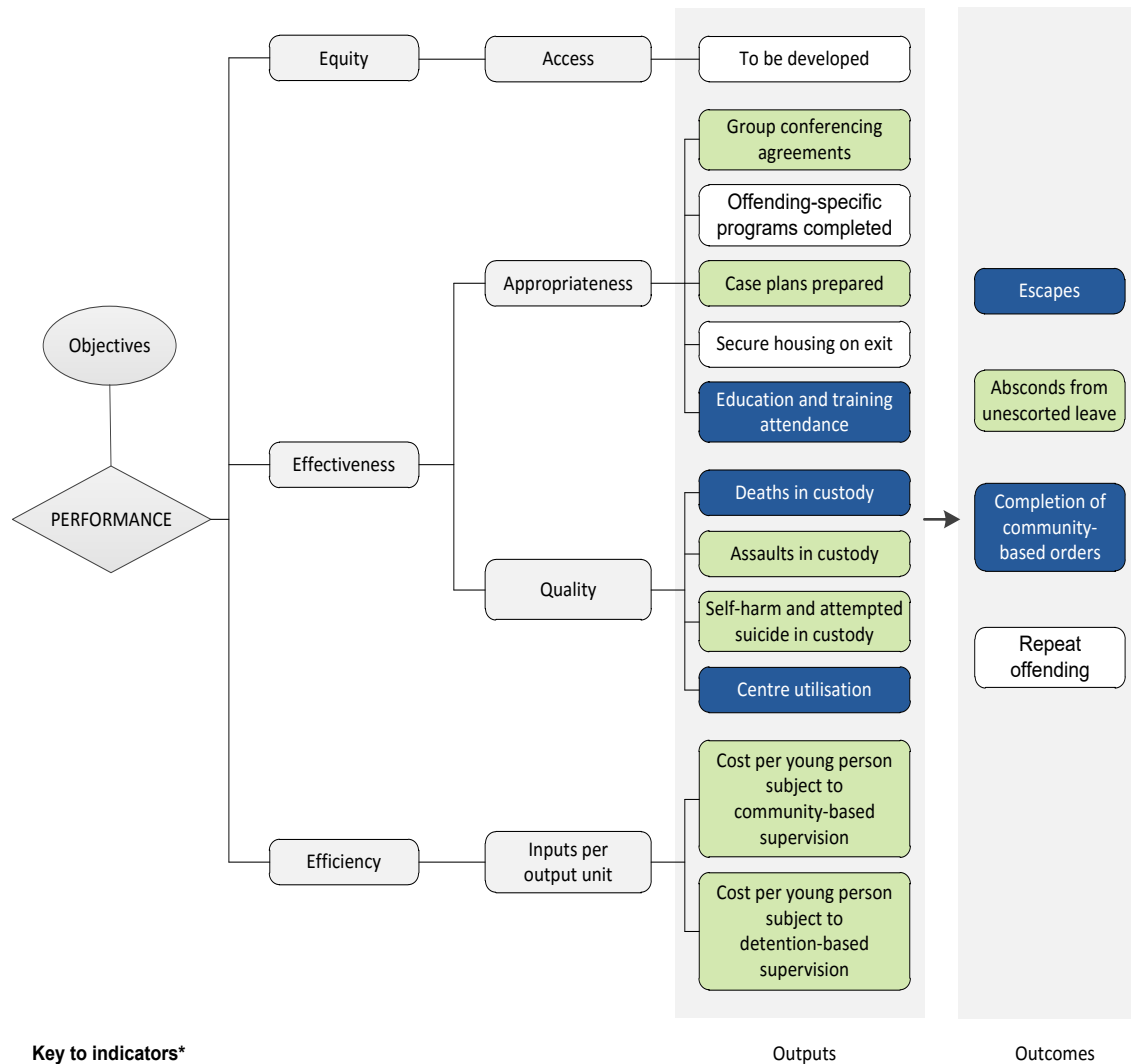 Equity
Access
To be developed
Group conferencing
agreements
Offending-specific
programs completed
Appropriateness
Case plans prepared
Escapes
Objectives
Secure housing on exit
Absconds from
unescorted leave
Education and training
attendance
Effectiveness
PERFORMANCE
Deaths in custody
Completion of
community-
based orders
Assaults in custody
Quality
Self-harm and attempted
suicide in custody
Repeat
offending
Centre utilisation
Cost per young person
subject to
community-based
supervision
Efficiency
Inputs per
output unit
Cost per young person
subject to
detention-based
supervision
Key to indicators*
Outputs
Outcomes